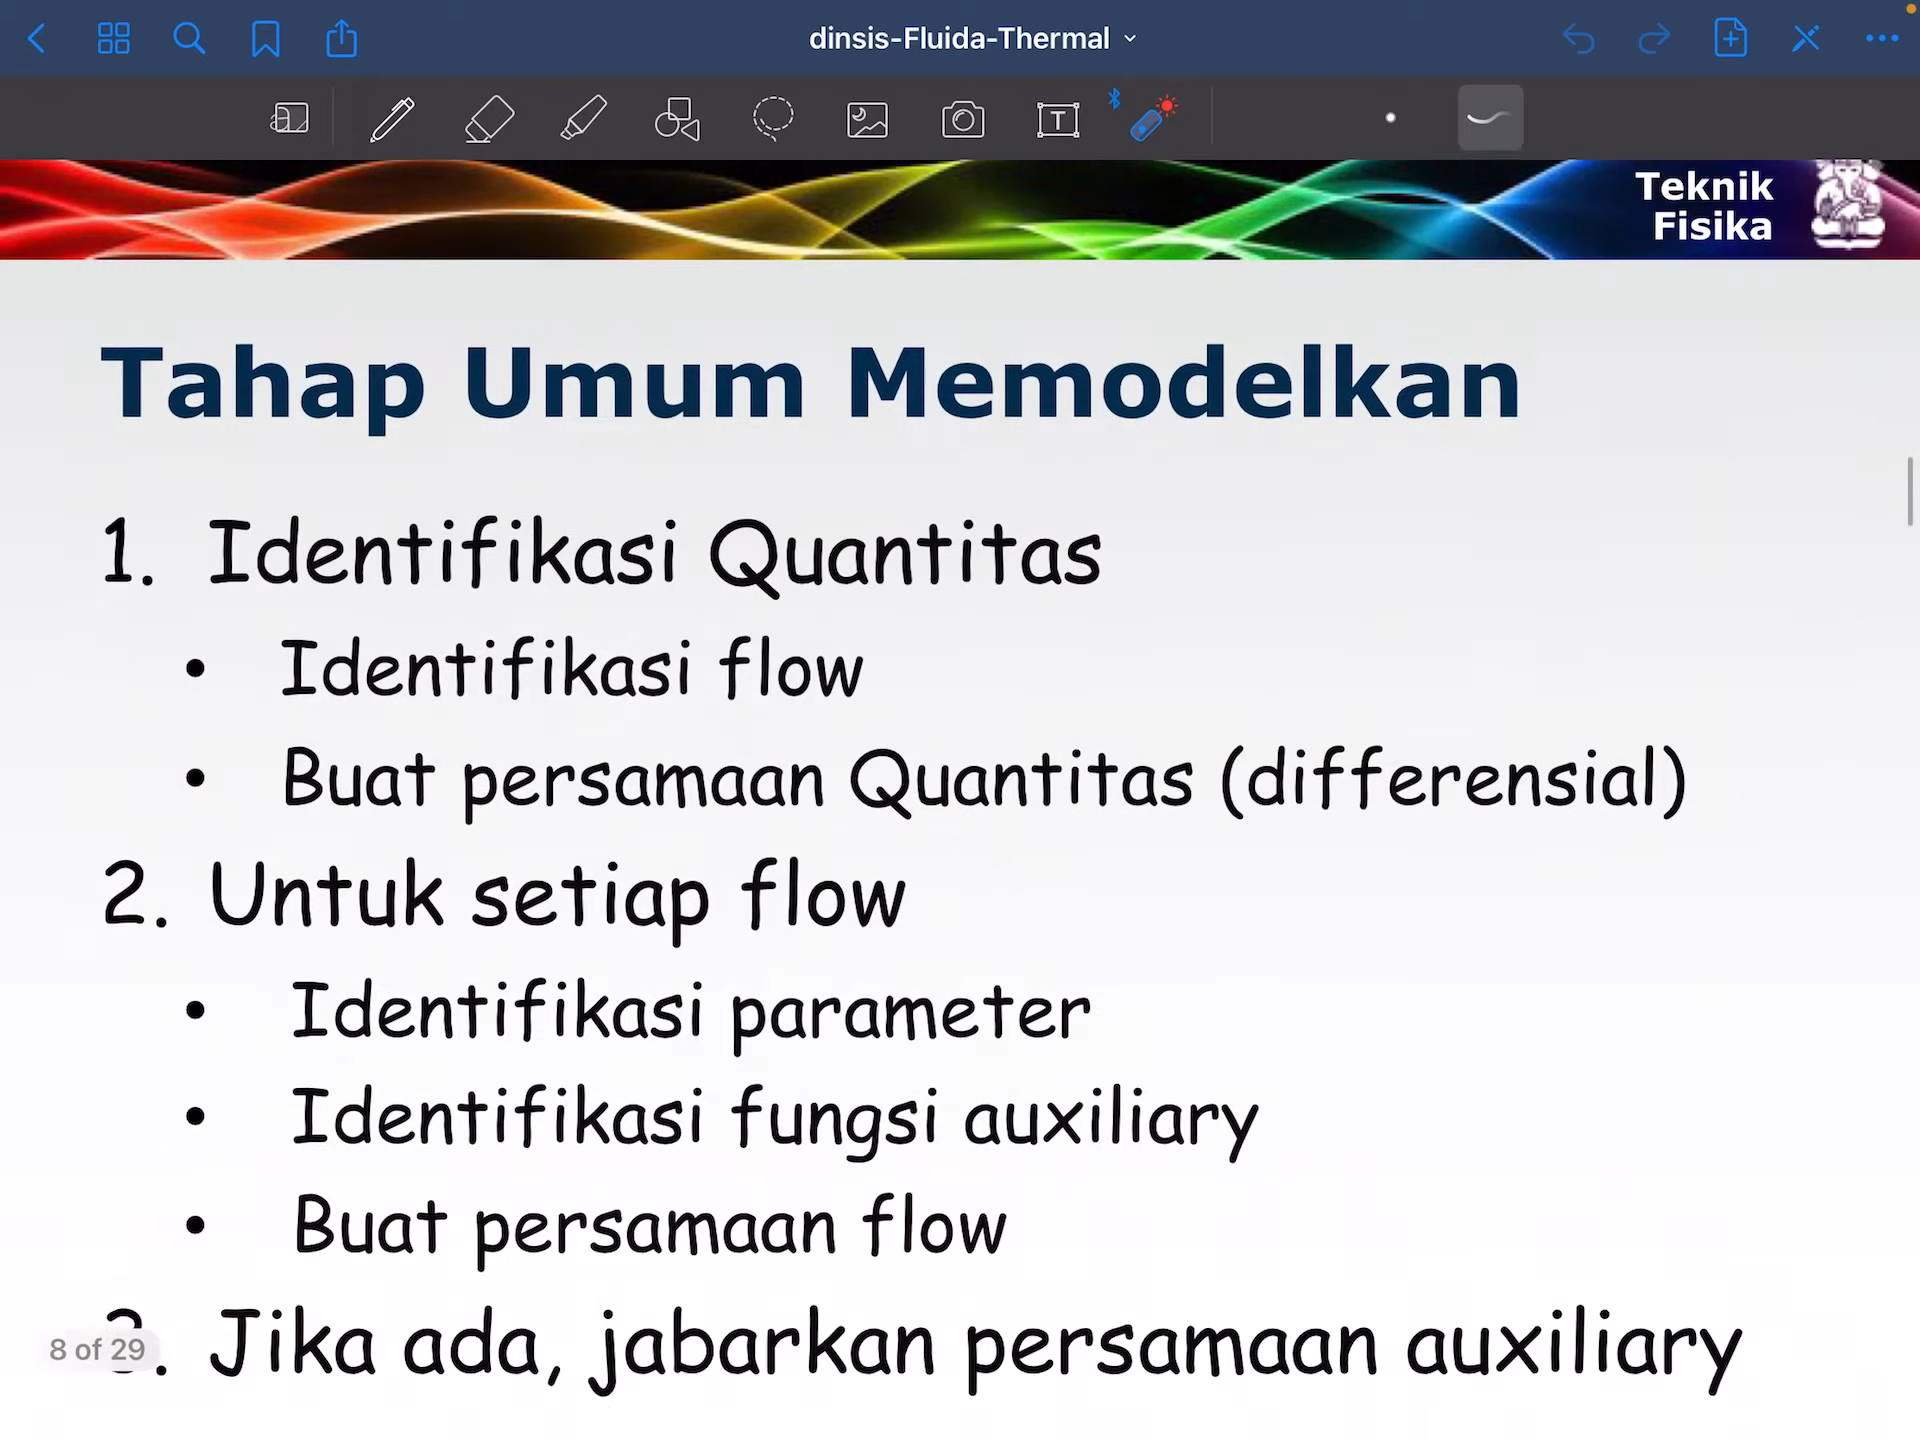 dinsis-Fluida-Thermal
Teknik
Fisika
Tahap Umum Memodelkan
1. Identifikasi Quantitas
• Identifikasi flow
• Buat persamaan Quantitas (differensial)
2. Untuk setiap flow
• Identifikasi parameter
• Identifikasi fungsi auxiliary
• Buat persamaan flow
3. Jika ada, jabarkan persamaan auxiliary
8 of 29